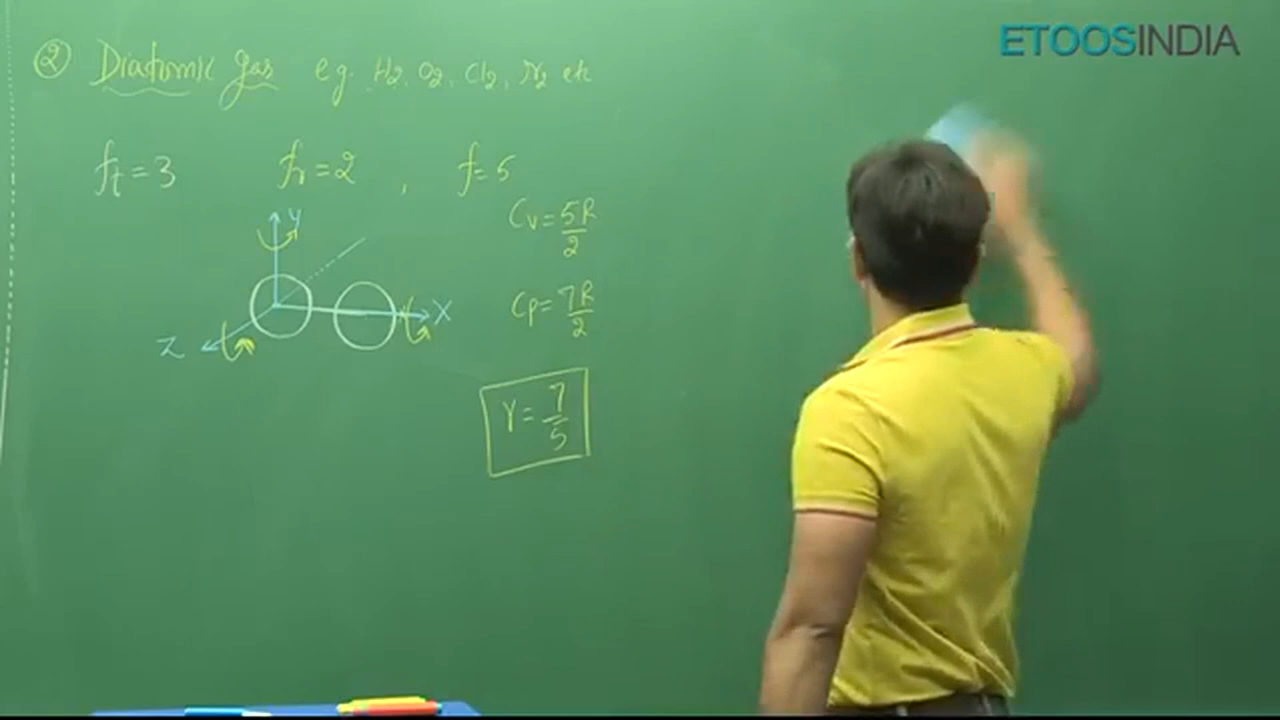 ETOOSINDIA
② Diatomic gas e.g. H₂, O₂, Cl₂, N₂ etc
fₜ = 3 fᵣ = 2 , f = 5
Cv = 5R/2
Y
X
Z
Cp = 7R/2
γ = 7/5